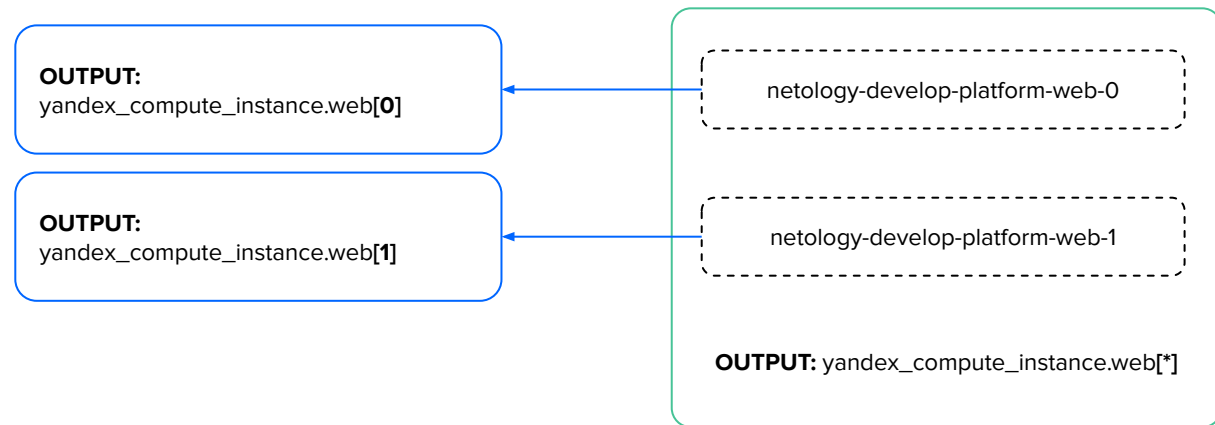 OUTPUT:
yandex_compute_instance.web[0]
netology-develop-platform-web-0
OUTPUT:
yandex_compute_instance.web[1]
netology-develop-platform-web-1
OUTPUT: yandex_compute_instance.web[*]